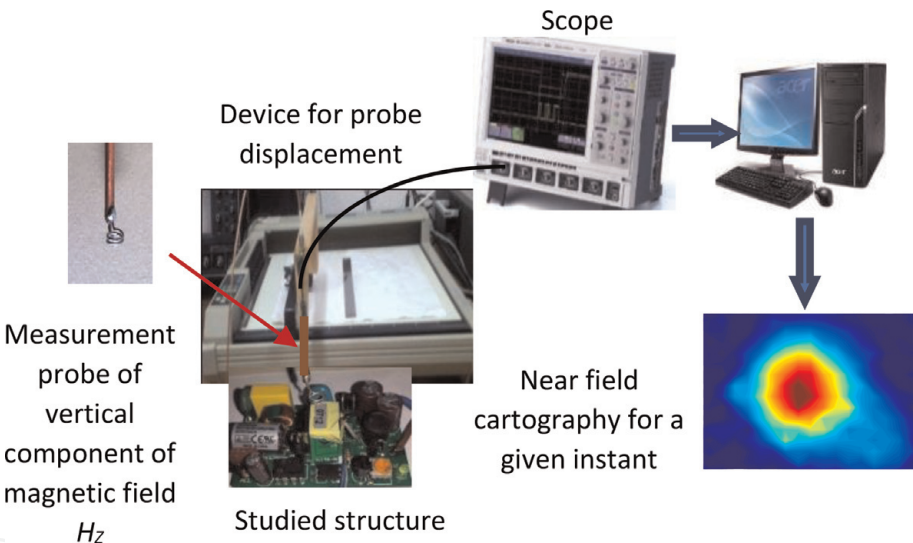 Scope
Device for probe
displacement
acer
Measurement
probe of
vertical
component of
magnetic field
Hz
Near field
cartography for a
given instant
Studied structure